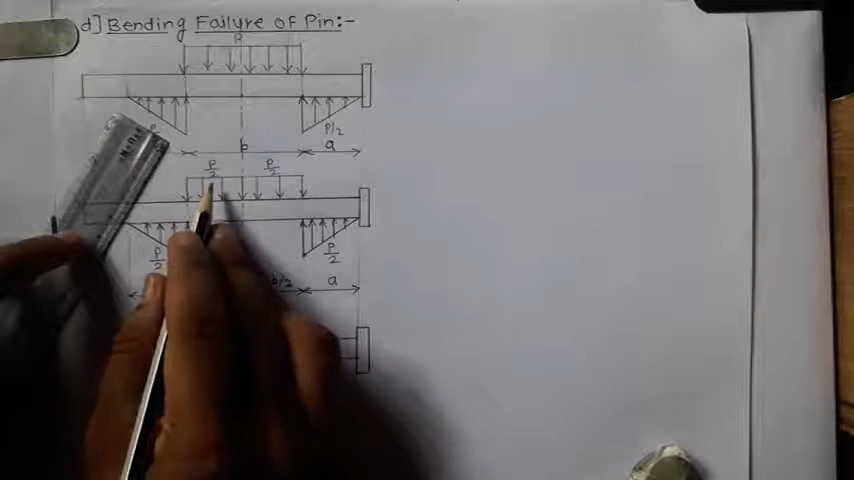 d] Bending Failure of Pin:-
P
P/2
b a
P/2 P/2
P/2 P/2
b/2 a